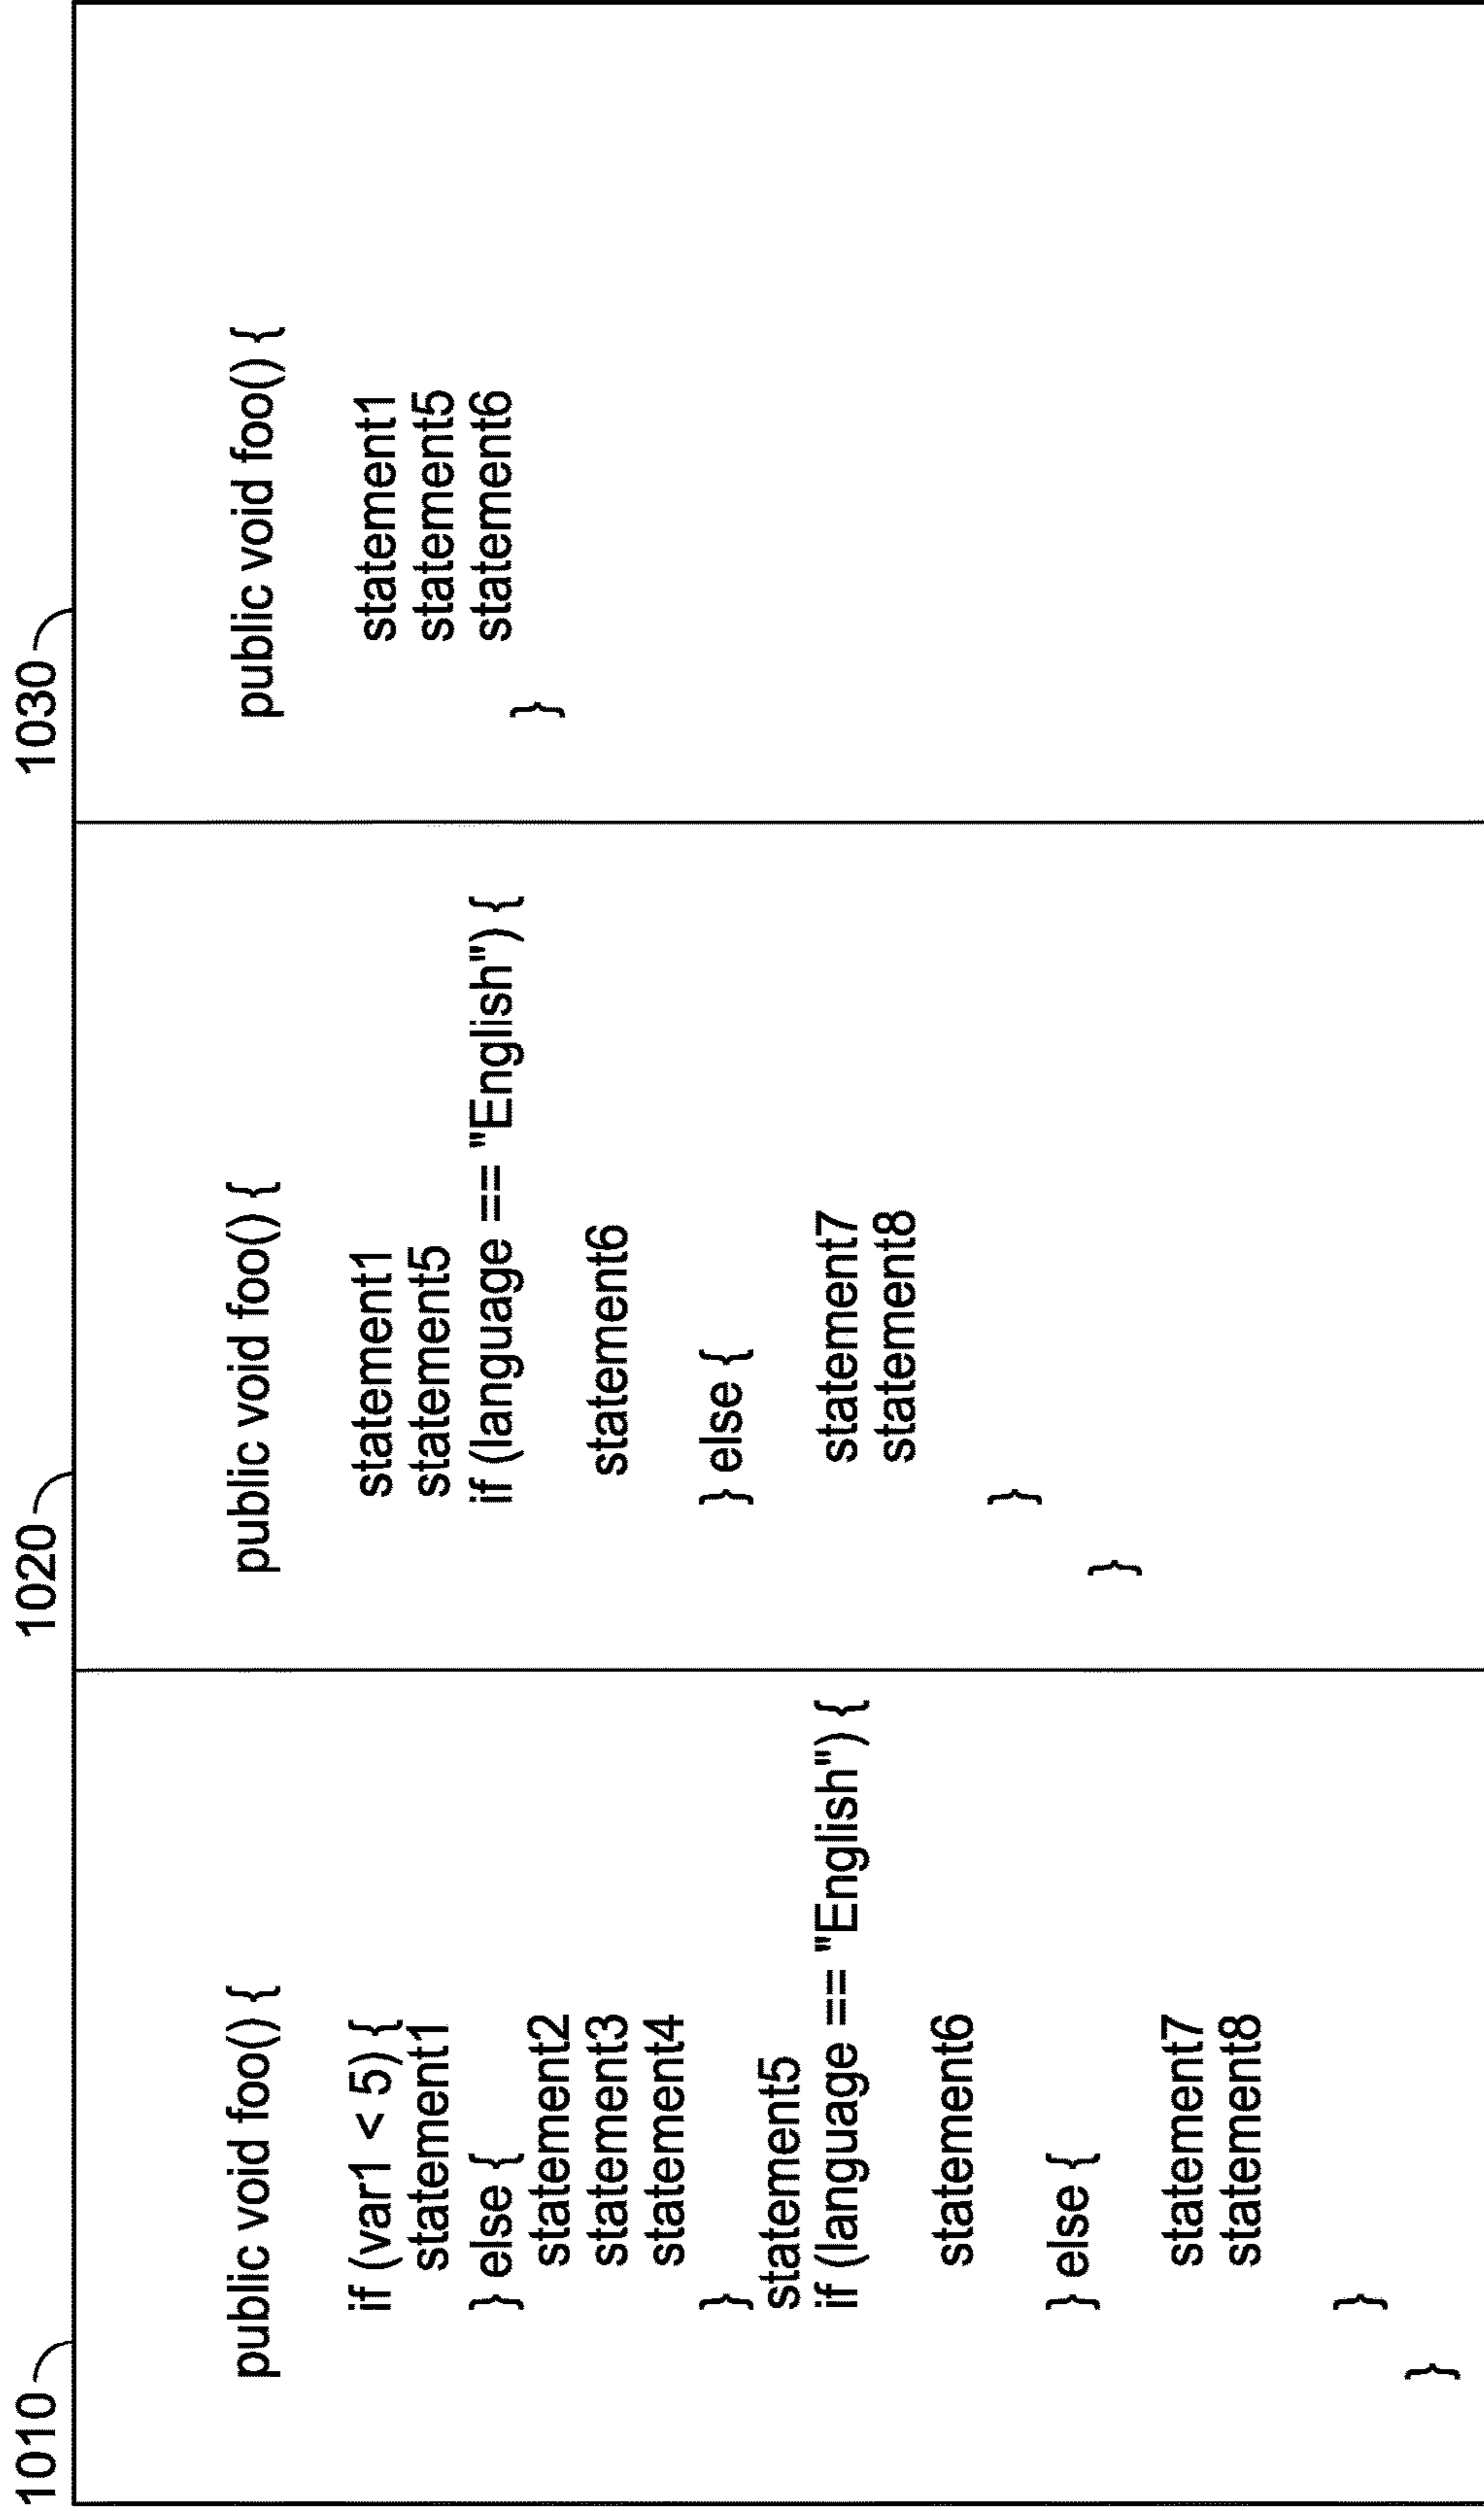 1010
public void foo() {
if (var1 < 5) {
statement1
} else {
statement2
statement3
statement4
}
statement5
if (language == "English") {
statement6
} else {
statement7
statement8
}
}
1020
public void foo() {
statement1
statement5
if (language == "English") {
statement6
} else {
statement7
statement8
}
}
1030
public void foo() {
statement1
statement5
statement6
}